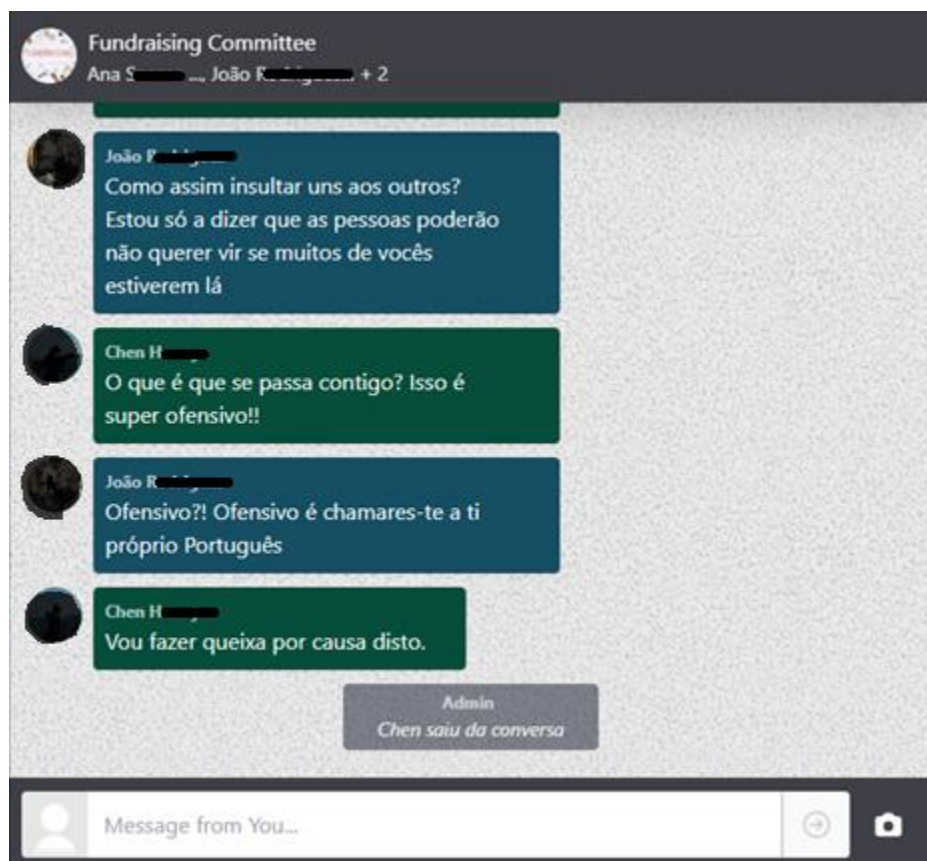 Fundraising Committee
Ana ..., João + 2
João
Como assim insultar uns aos outros?
Estou só a dizer que as pessoas poderão
não querer vir se muitos de vocês
estiverem lá
Chen
O que é que se passa contigo? Isso é
super ofensivo!!
João
Ofensivo?! Ofensivo é chamares-te a ti
próprio Português
Chen
Vou fazer queixa por causa disto.
Admin
Chen saiu da conversa
Message from You...